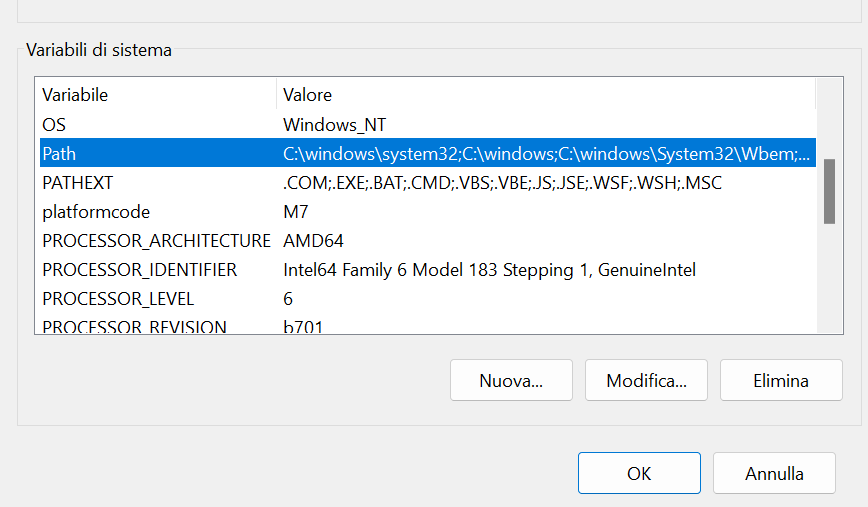 Variabili di sistema
Variabile Valore
OS Windows_NT
Path C:\windows\system32;C:\windows;C:\windows\System32\Wbem;...
PATHEXT .COM;.EXE;.BAT;.CMD;.VBS;.VBE;.JS;.JSE;.WSF;.WSH;.MSC
platformcode M7
PROCESSOR_ARCHITECTURE AMD64
PROCESSOR_IDENTIFIER Intel64 Family 6 Model 183 Stepping 1, GenuineIntel
PROCESSOR_LEVEL 6
PROCESSOR_REVISION b701
Nuova... Modifica... Elimina
OK Annulla